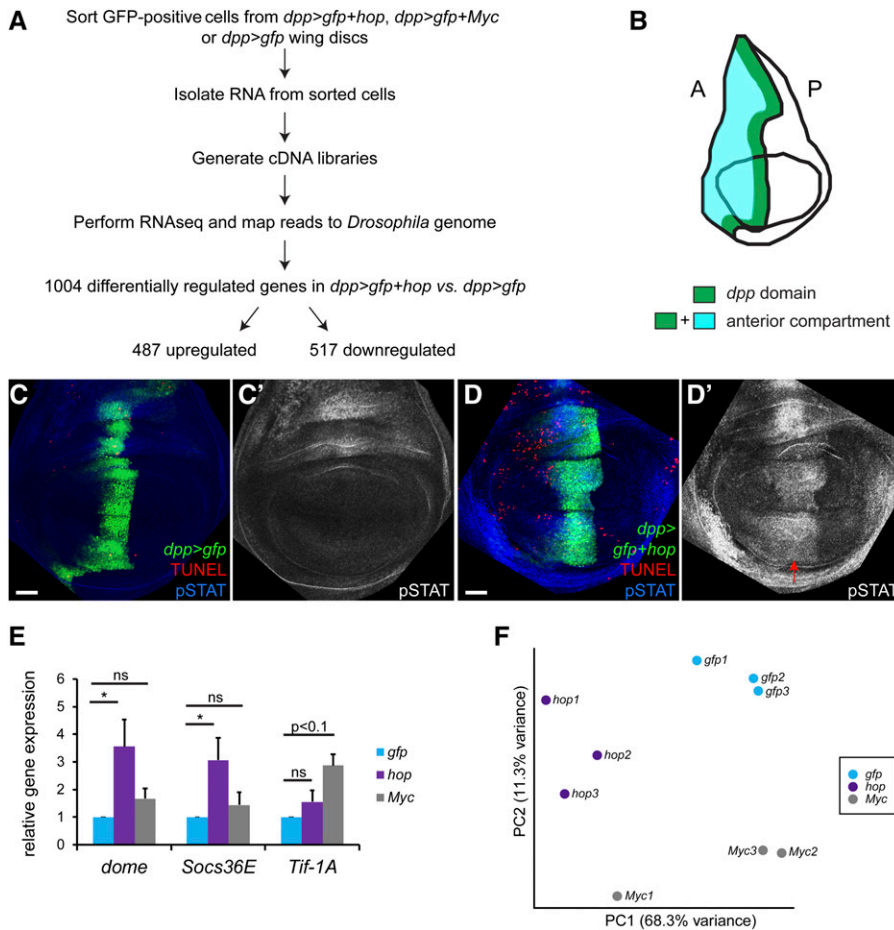 A
Sort GFP-positive cells from dpp>gfp+hop, dpp>gfp+Myc
or dpp>gfp wing discs
Isolate RNA from sorted cells
Generate cDNA libraries
Perform RNAseq and map reads to Drosophila genome
1004 differentially regulated genes in dpp>gfp+hop vs. dpp>gfp
487 upregulated
517 downregulated
B
A
P
dpp domain
+ anterior compartment
C
dpp>gfp
TUNEL
pSTAT
C'
pSTAT
D
dpp>
gfp+hop
TUNEL
pSTAT
D'
pSTAT
E
relative gene expression
6
5
4
3
2
1
0
ns
*
ns
*
p<0.1
ns
dome
Socs36E
Tif-1A
gfp
hop
Myc
F
PC2 (11.3% variance)
gfp1
gfp2
gfp3
hop1
hop2
hop3
Myc3
Myc2
Myc1
PC1 (68.3% variance)
gfp
hop
Myc